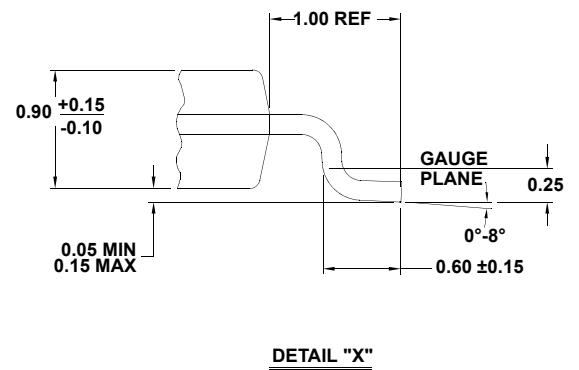 1.00 REF
0.90 +0.15
-0.10
GAUGE
PLANE
0.25
0°-8°
0.05 MIN
0.15 MAX
0.60 ±0.15
DETAIL "X"